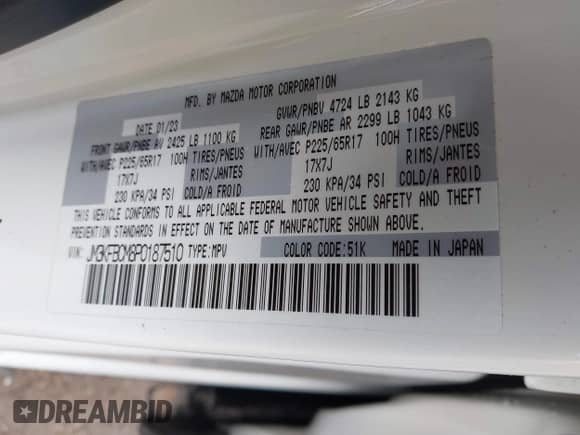 MFD. BY MAZDA MOTOR CORPORATION
DATE 01/23 GVWR/PNBV 4724 LB 2143 KG
FRONT GAWR/PNBE AV 2425 LB 1100 KG REAR GAWR/PNBE AR 2299 LB 1043 KG
WITH/AVEC P225/65R17 100H TIRES/PNEUS WITH/AVEC P225/65R17 100H TIRES/PNEUS
17X7J RIMS/JANTES 17X7J RIMS/JANTES
230 KPA/34 PSI COLD/A FROID 230 KPA/34 PSI COLD/A FROID
THIS VEHICLE CONFORMS TO ALL APPLICABLE FEDERAL MOTOR VEHICLE SAFETY AND THEFT
PREVENTION STANDARDS IN EFFECT ON THE DATE OF MANUFACTURE SHOWN ABOVE.
VIN: JM3KFBCM8P0187510 TYPE:MPV COLOR CODE:51K MADE IN JAPAN
DREAMBID